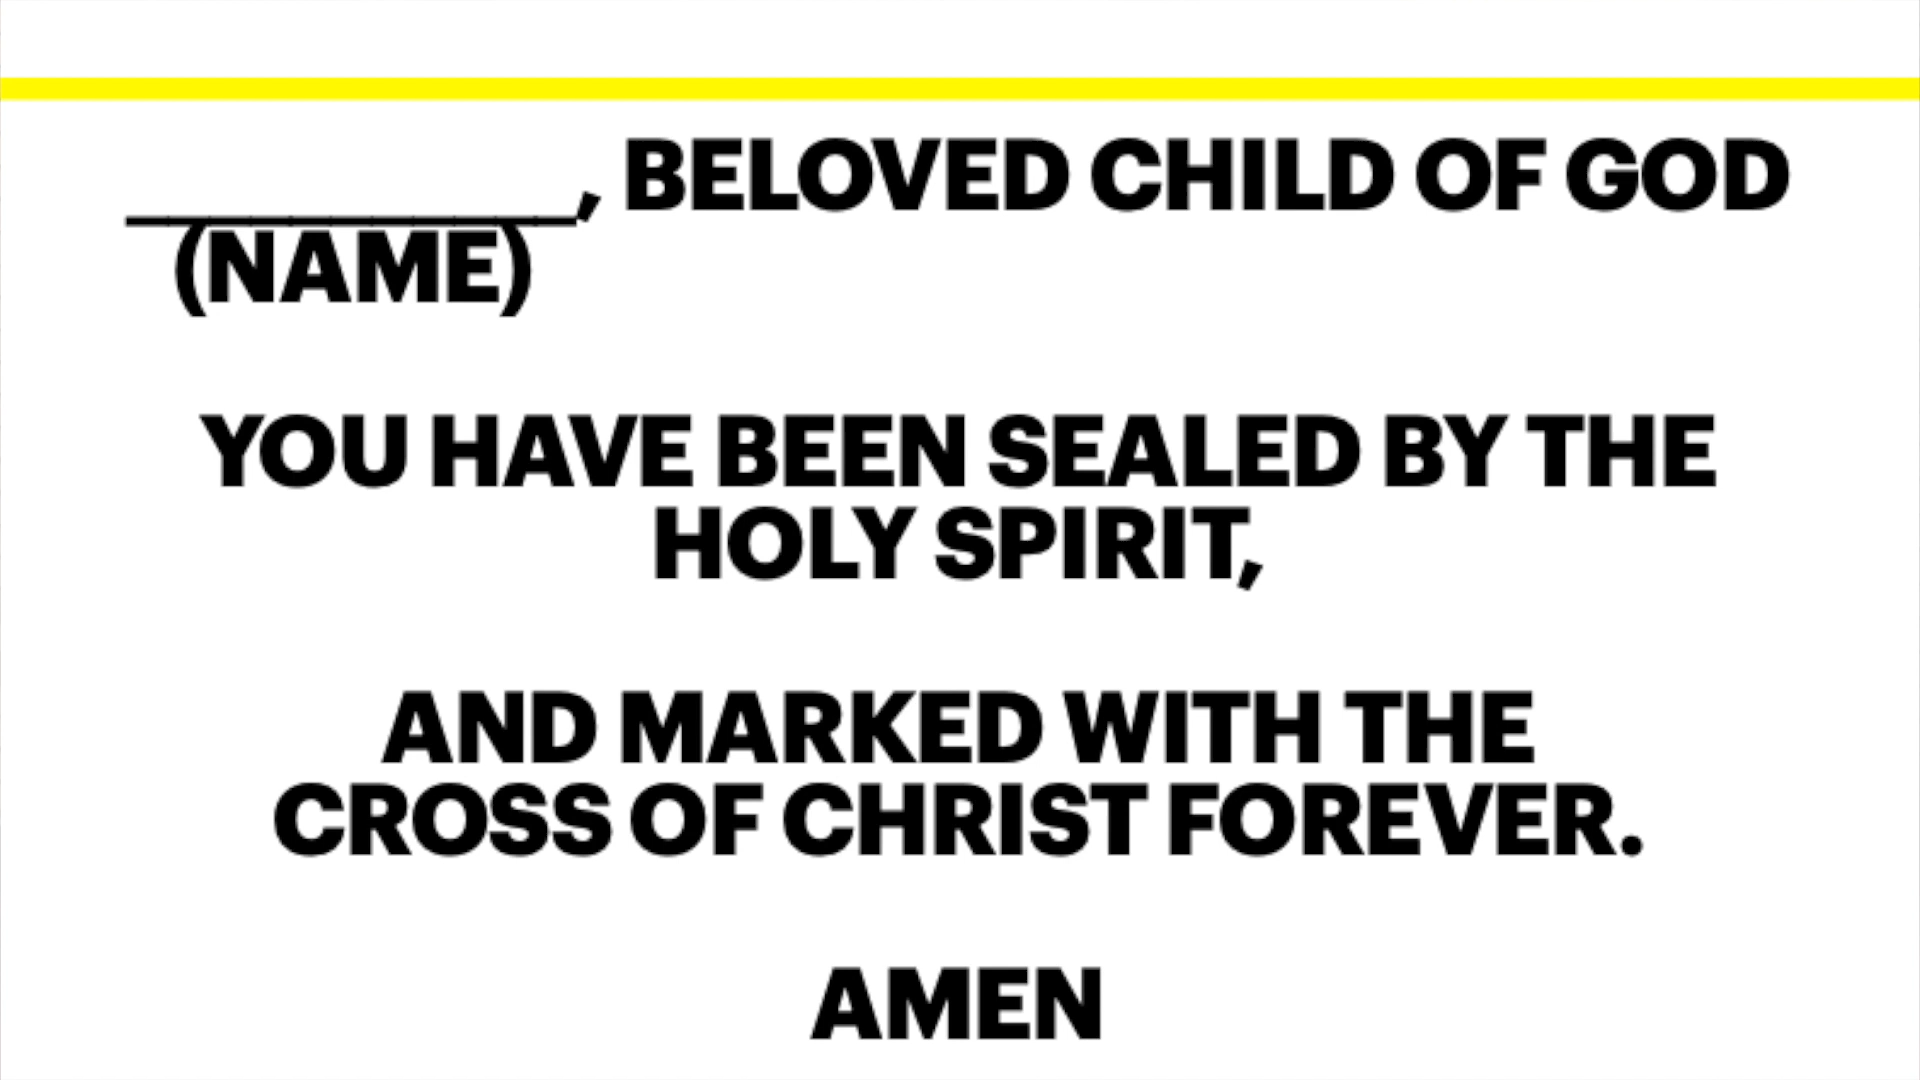 ___________, BELOVED CHILD OF GOD
(NAME)
YOU HAVE BEEN SEALED BY THE
HOLY SPIRIT,
AND MARKED WITH THE
CROSS OF CHRIST FOREVER.
AMEN